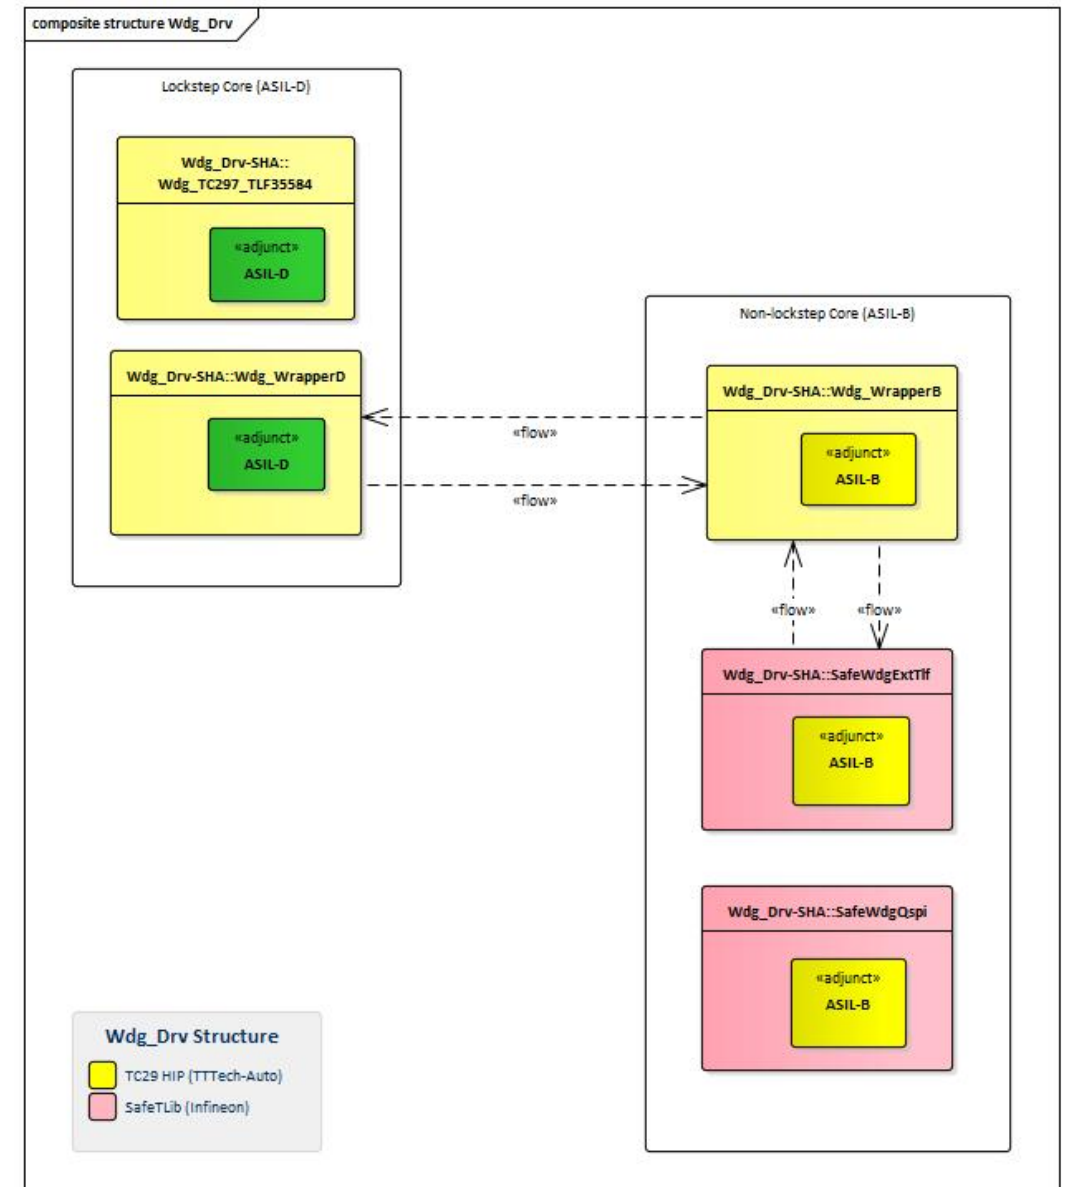 composite structure Wdg_Drv
Lockstep Core (ASIL-D)
Wdg_Drv-SHA::
Wdg_TC297_TLF35584
«adjunct»
ASIL-D
Wdg_Drv-SHA::Wdg_WrapperD
«adjunct»
ASIL-D
«flow»
«flow»
Non-lockstep Core (ASIL-B)
Wdg_Drv-SHA::Wdg_WrapperB
«adjunct»
ASIL-B
«flow»
«flow»
Wdg_Drv-SHA::SafeWdgExtTlf
«adjunct»
ASIL-B
Wdg_Drv-SHA::SafeWdgQspi
«adjunct»
ASIL-B
Wdg_Drv Structure
TC29 HIP (TTTech-Auto)
SafeTLib (Infineon)